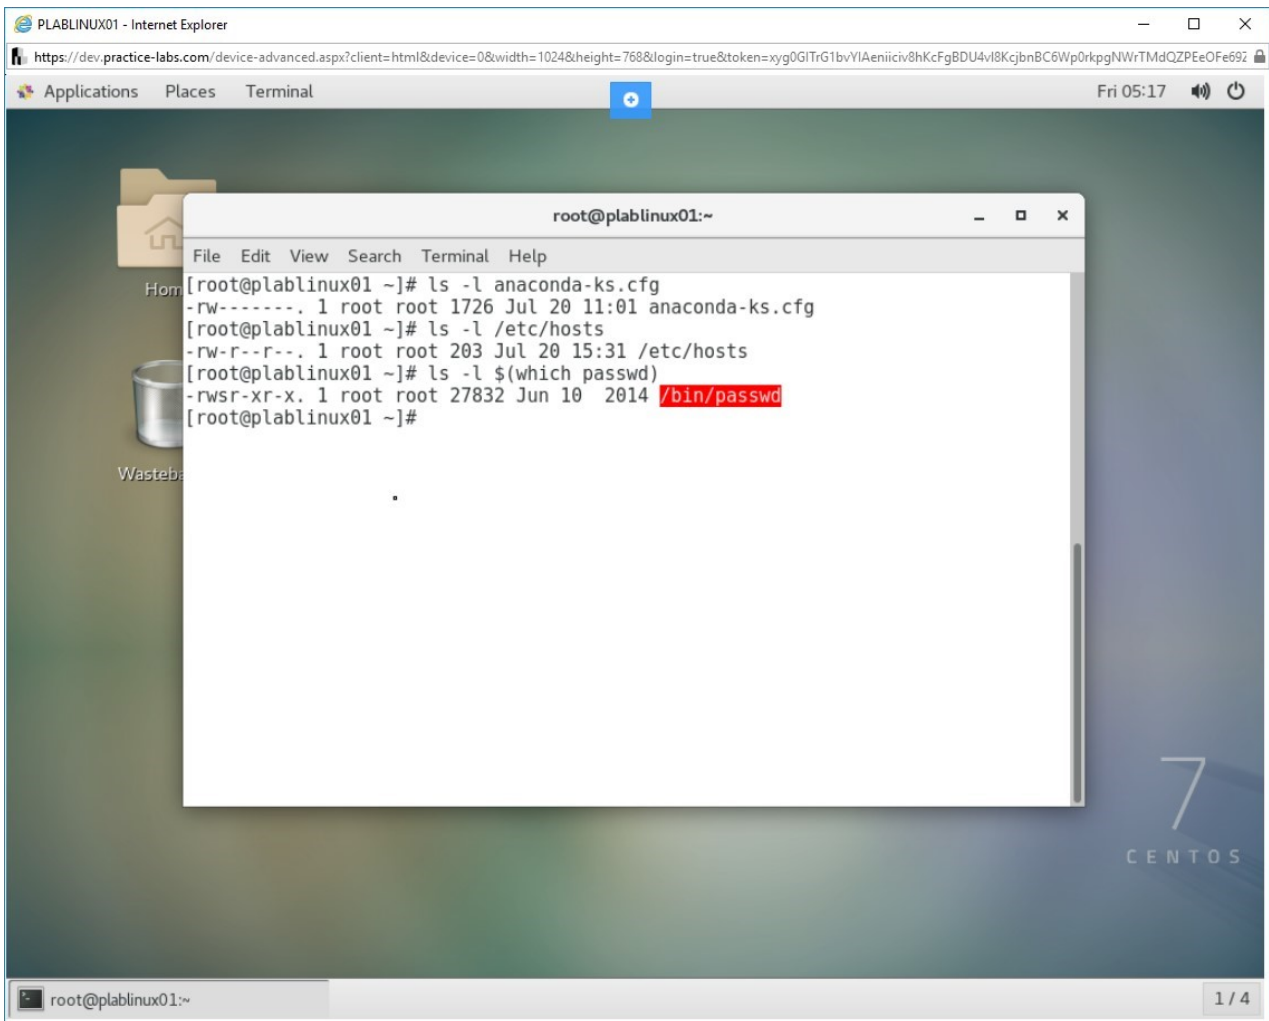 PLABLINUX01 - Internet Explorer
https://dev.practice-labs.com/device-advanced.aspx?client=html&device=0&width=1024&height=768&login=true&token=
Applications Places Terminal Fri 05:17
root@plablinux01:~
File Edit View Search Terminal Help
[root@plablinux01 ~]# ls -l anaconda-ks.cfg
-rw-------. 1 root root 1726 Jul 20 11:01 anaconda-ks.cfg
[root@plablinux01 ~]# ls -l /etc/hosts
-rw-r--r--. 1 root root 203 Jul 20 15:31 /etc/hosts
[root@plablinux01 ~]# ls -l $(which passwd)
-rwsr-xr-x. 1 root root 27832 Jun 10  2014 /bin/passwd
[root@plablinux01 ~]#
Hom
Wasteb
7
CENTOS
root@plablinux01:~
1 / 4